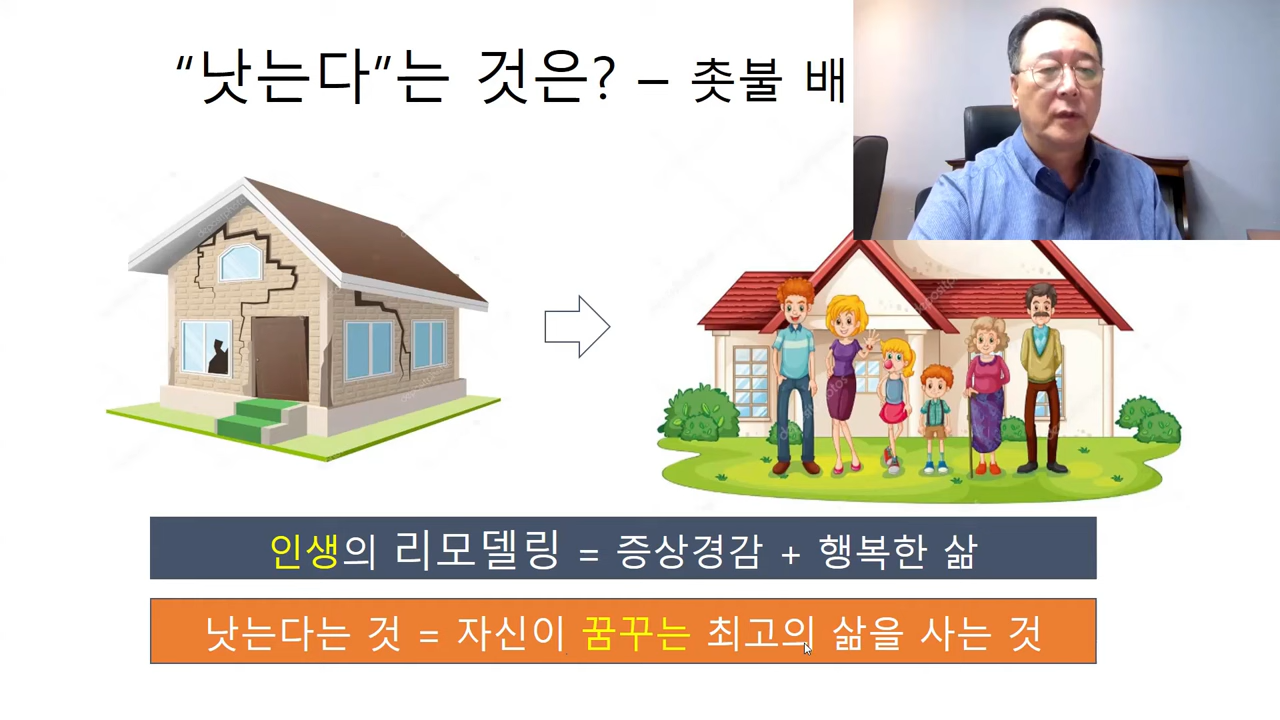 “낫는다”는 것은? – 촛불 배
인생의 리모델링 = 증상경감 + 행복한 삶
낫는다는 것 = 자신이 꿈꾸는 최고의 삶을 사는 것